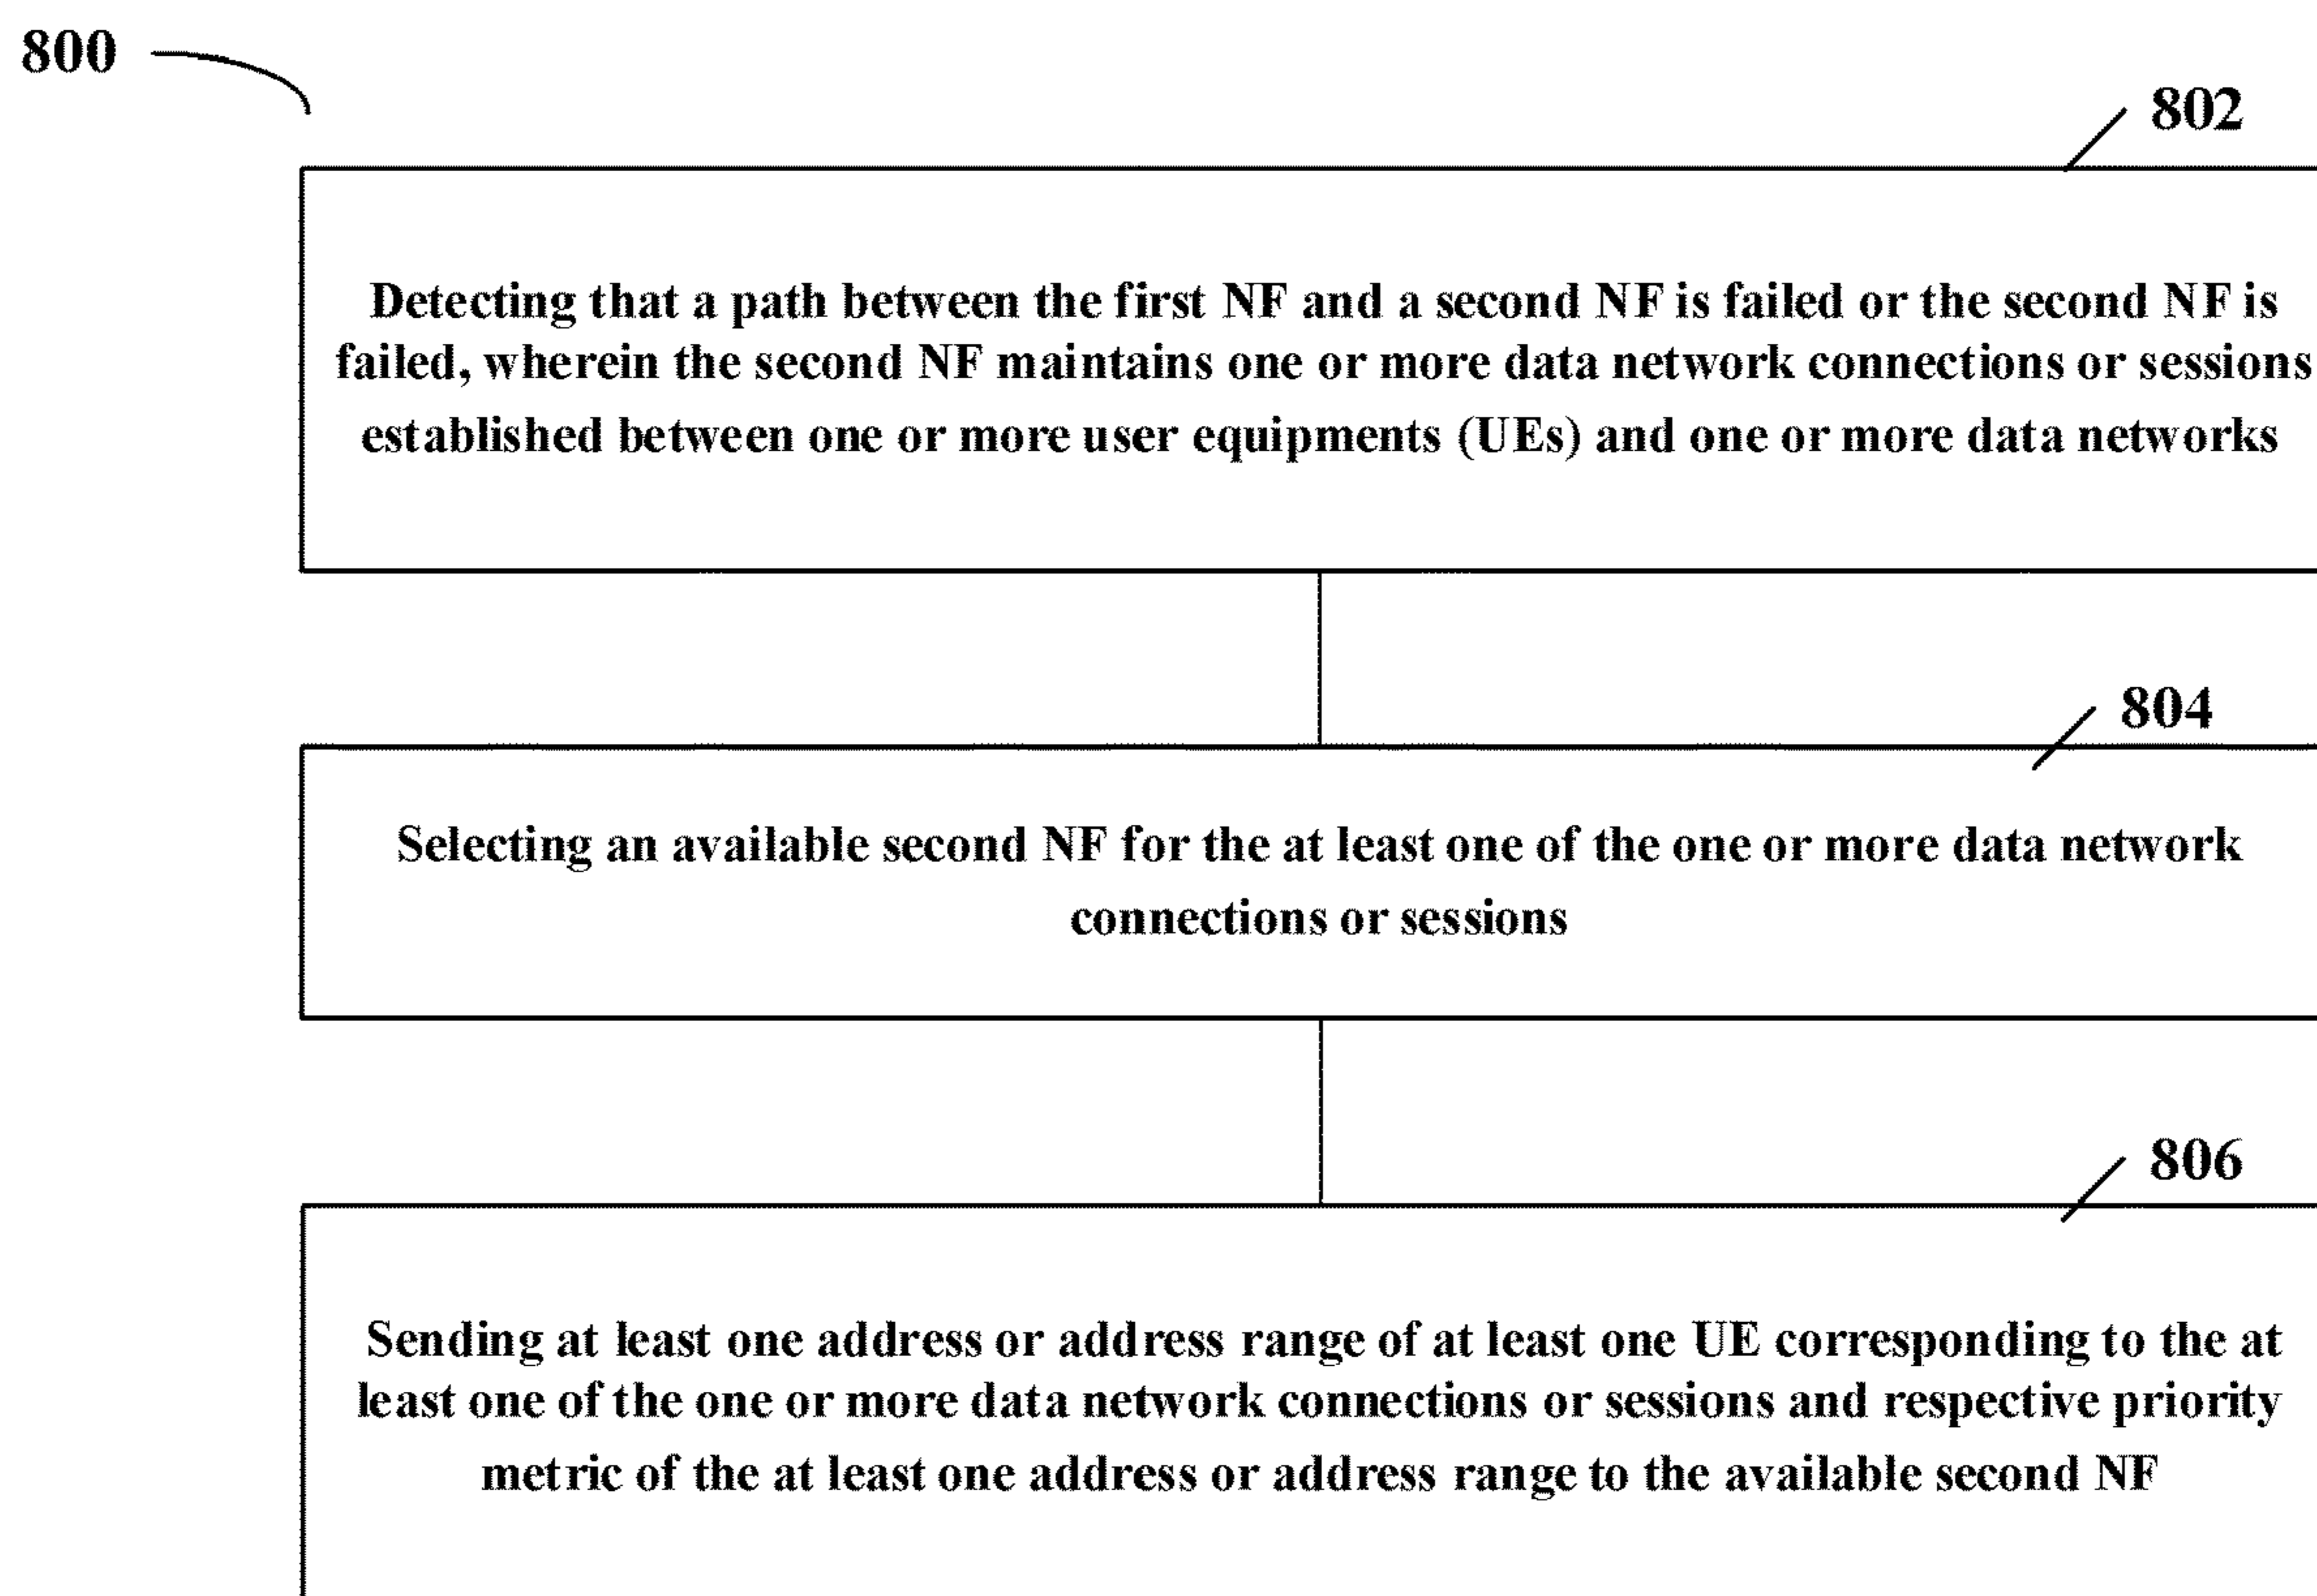 800
802
Detecting that a path between the first NF and a second NF is failed or the second NF is
failed, wherein the second NF maintains one or more data network connections or sessions
established between one or more user equipments (UEs) and one or more data networks
804
Selecting an available second NF for the at least one of the one or more data network
connections or sessions
806
Sending at least one address or address range of at least one UE corresponding to the at
least one of the one or more data network connections or sessions and respective priority
metric of the at least one address or address range to the available second NF